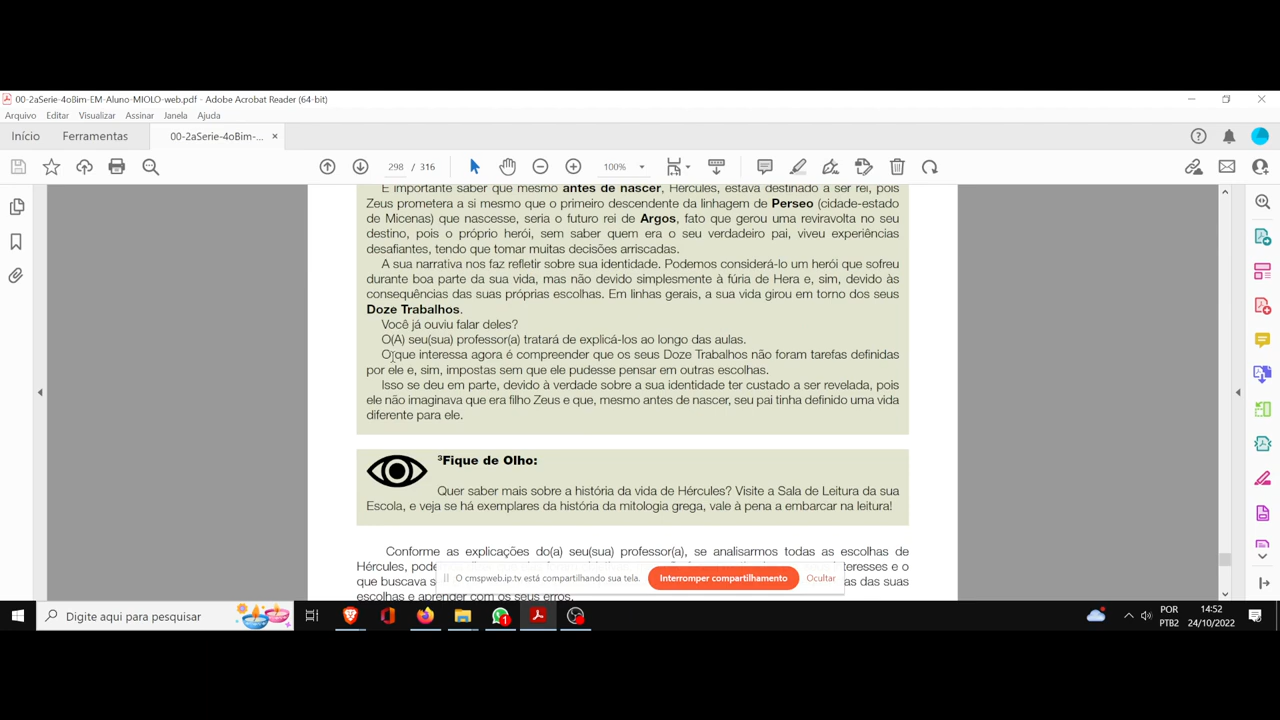 00-2aSerie-4oBim-EM-Aluno-MIOLO-web.pdf - Adobe Acrobat Reader (64-bit)
Arquivo Editar Visualizar Assinar Janela Ajuda
Início Ferramentas 00-2aSerie-4oBim-... ×
298 / 316 100%
É importante saber que mesmo antes de nascer, Hércules, estava destinado a ser rei, pois
Zeus prometera a si mesmo que o primeiro descendente da linhagem de Perseo (cidade-estado
de Micenas) que nascesse, seria o futuro rei de Argos, fato que gerou uma reviravolta no seu
destino, pois o próprio herói, sem saber quem era o seu verdadeiro pai, viveu experiências
desafiantes, tendo que tomar muitas decisões arriscadas.
A sua narrativa nos faz refletir sobre sua identidade. Podemos considerá-lo um herói que sofreu
durante boa parte da sua vida, mas não devido simplesmente à fúria de Hera e, sim, devido às
consequências das suas próprias escolhas. Em linhas gerais, a sua vida girou em torno dos seus
Doze Trabalhos.
Você já ouviu falar deles?
O(A) seu(sua) professor(a) tratará de explicá-los ao longo das aulas.
O que interessa agora é compreender que os seus Doze Trabalhos não foram tarefas definidas
por ele e, sim, impostas sem que ele pudesse pensar em outras escolhas.
Isso se deu em parte, devido à verdade sobre a sua identidade ter custado a ser revelada, pois
ele não imaginava que era filho Zeus e que, mesmo antes de nascer, seu pai tinha definido uma vida
diferente para ele.
³Fique de Olho:
Quer saber mais sobre a história da vida de Hércules? Visite a Sala de Leitura da sua
Escola, e veja se há exemplares da história da mitologia grega, vale à pena a embarcar na leitura!
Conforme as explicações do(a) seu(sua) professor(a), se analisarmos todas as escolhas de
Hércules, pode
teresses e o
que buscava s
as das suas
escolhas e aprender com os seus erros.
O cmspweb.ip.tv está compartilhando sua tela. Interromper compartilhamento Ocultar
Digite aqui para pesquisar
1
POR 14:52
PTB2 24/10/2022